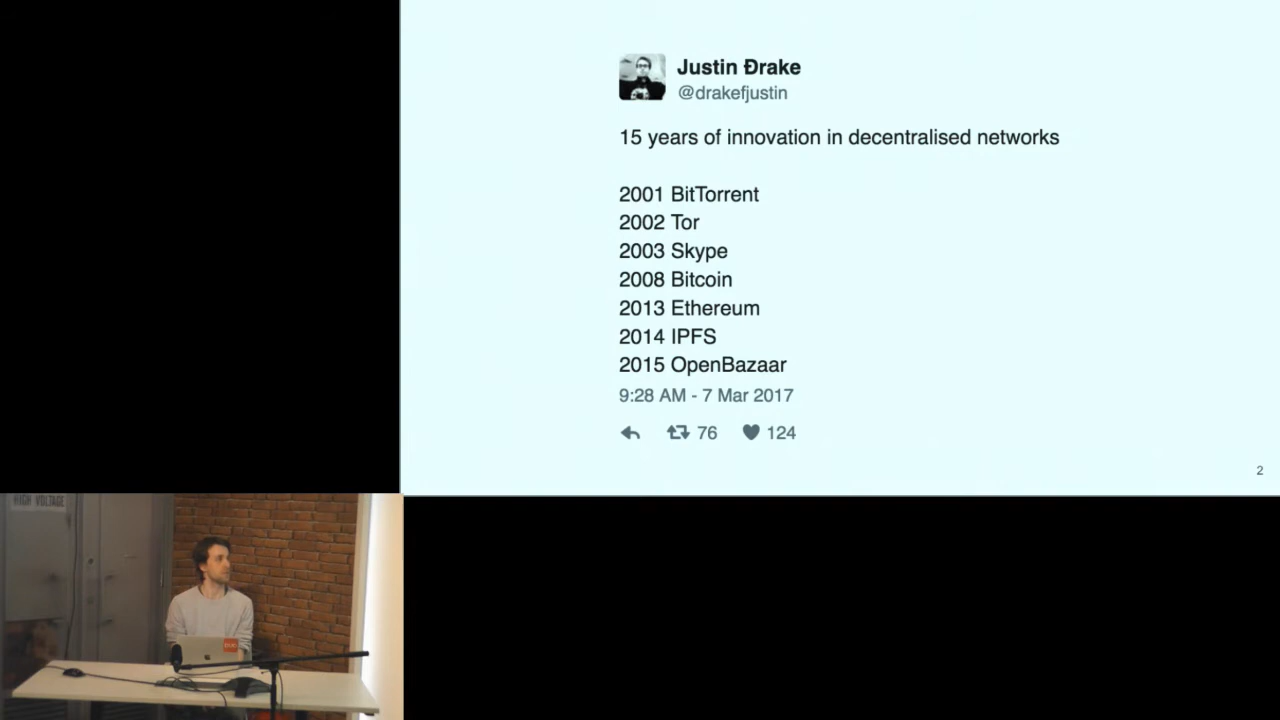 Justin Ðrake
@drakefjustin
15 years of innovation in decentralised networks
2001 BitTorrent
2002 Tor
2003 Skype
2008 Bitcoin
2013 Ethereum
2014 IPFS
2015 OpenBazaar
9:28 AM - 7 Mar 2017
76 124
2
HIGH VOLTAGE